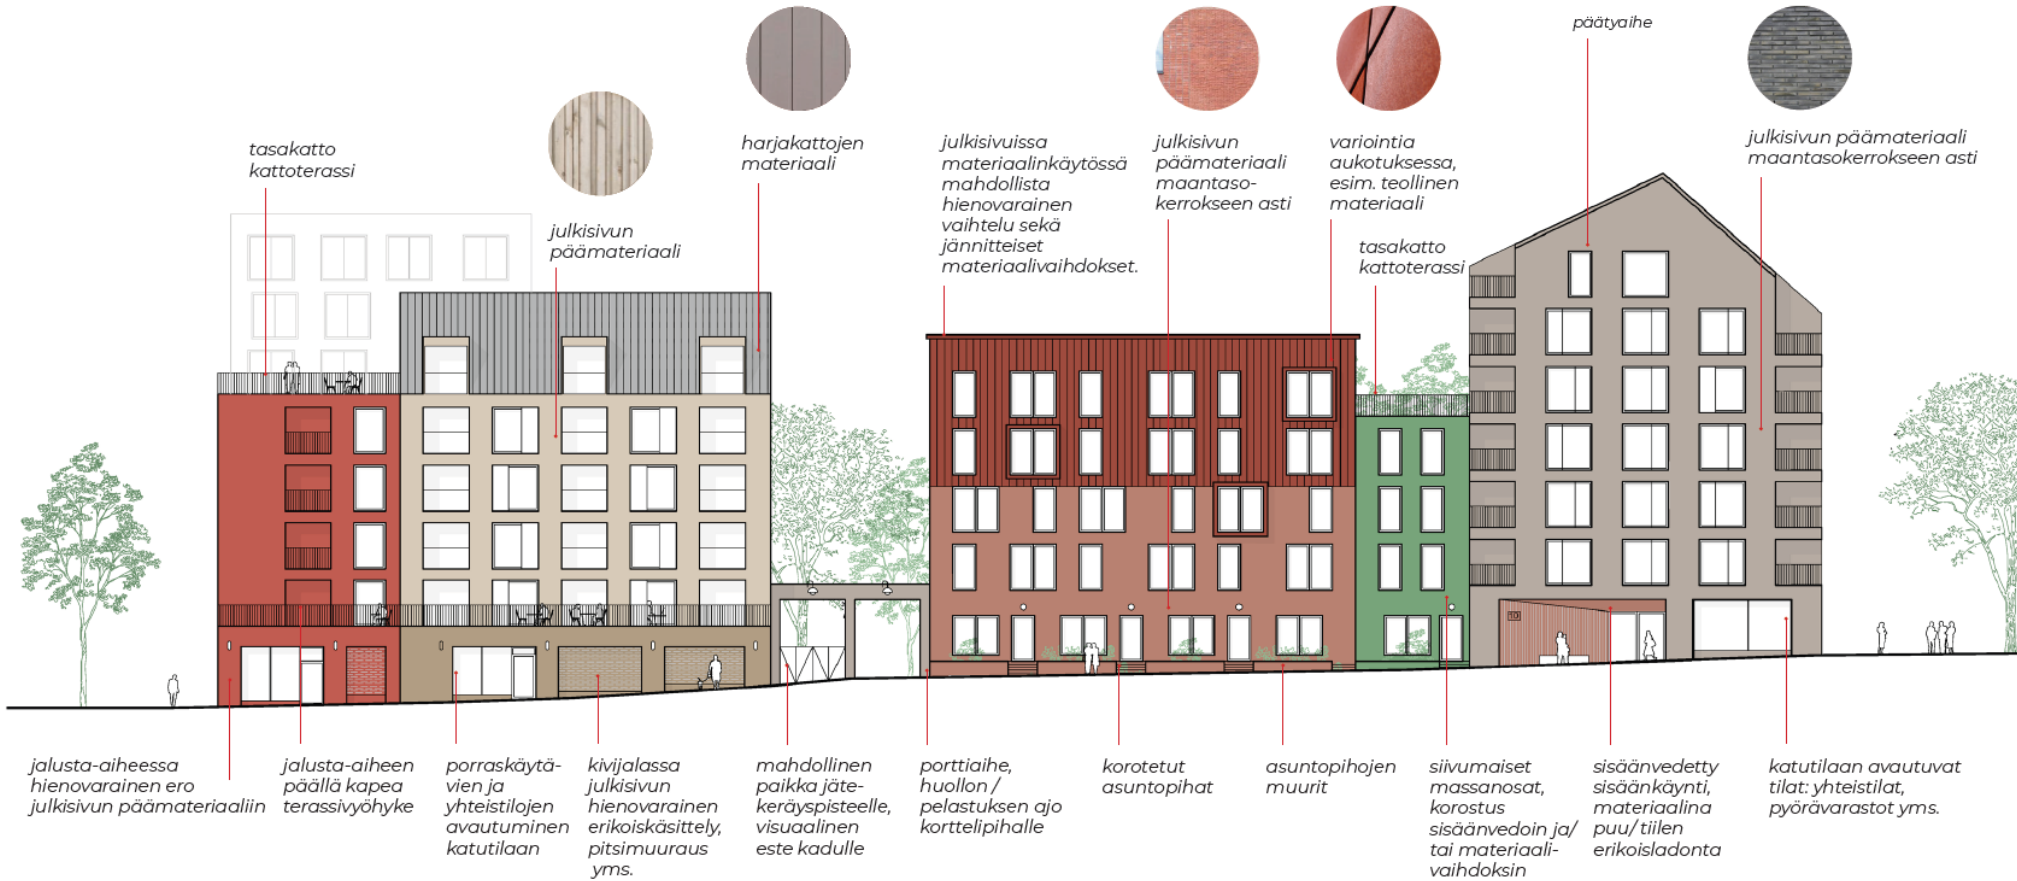 päätyaihe
tasakatto
kattoterassi
julkisivun
päämateriaali
harjakattojen
materiaali
julkisivuissa
materiaalinkäytössä
mahdollista
hienovarainen
vaihtelu sekä
jännitteiset
materiaalivaihdokset.
julkisivun
päämateriaali
maantaso-
kerrokseen asti
variointia
aukotuksessa,
esim. teollinen
materiaali
tasakatto
kattoterassi
julkisivun päämateriaali
maantasokerrokseen asti
10
jalusta-aiheessa
hienovarainen ero
julkisivun päämateriaaliin
jalusta-aiheen
päällä kapea
terassivyöhyke
porraskäytä-
vien ja
yhteistilojen
avautuminen
katutilaan
kivijalassa
julkisivun
hienovarainen
erikoiskäsittely,
pitsimuuraus
yms.
mahdollinen
paikka jäte-
keräyspisteelle,
visuaalinen
este kadulle
porttiaihe,
huollon /
pelastuksen ajo
korttelipihalle
korotetut
asuntopihat
asuntopihojen
muurit
siivumaiset
massanosat,
korostus
sisäänvedoin ja/
tai materiaali-
vaihdoksin
sisäänvedetty
sisäänkäynti,
materiaalina
puu/ tiilen
erikoisladonta
katutilaan avautuvat
tilat: yhteistilat,
pyörävarastot yms.